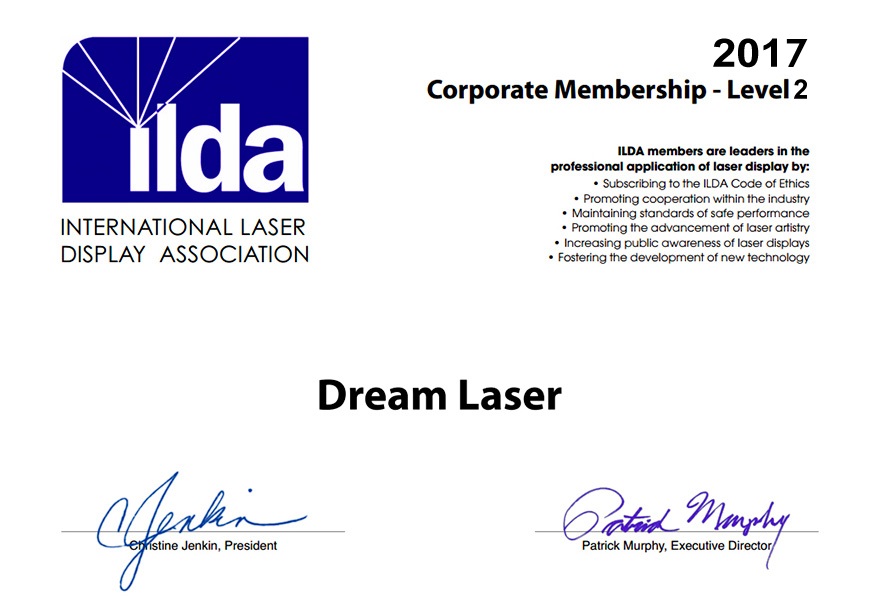 ilda
INTERNATIONAL LASER
DISPLAY ASSOCIATION
2017
Corporate Membership - Level 2
ILDA members are leaders in the
professional application of laser display by:
• Subscribing to the ILDA Code of Ethics
• Promoting cooperation within the industry
• Maintaining standards of safe performance
• Promoting the advancement of laser artistry
• Increasing public awareness of laser displays
• Fostering the development of new technology
Dream Laser
CJenkin
Christine Jenkin, President
Patrick Murphy
Patrick Murphy, Executive Director